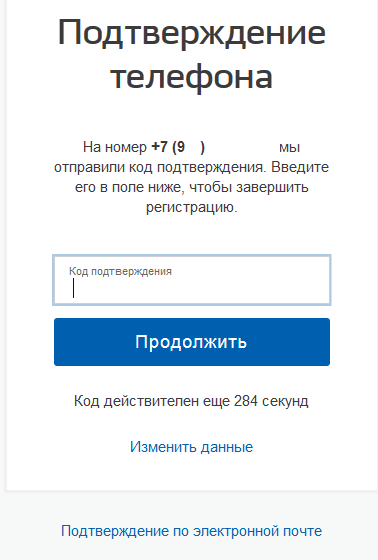 Подтверждение
телефона
На номер +7 (9 ) мы
отправили код подтверждения. Введите
его в поле ниже, чтобы завершить
регистрацию.
Код подтверждения
Продолжить
Код действителен еще 284 секунд
Изменить данные
Подтверждение по электронной почте